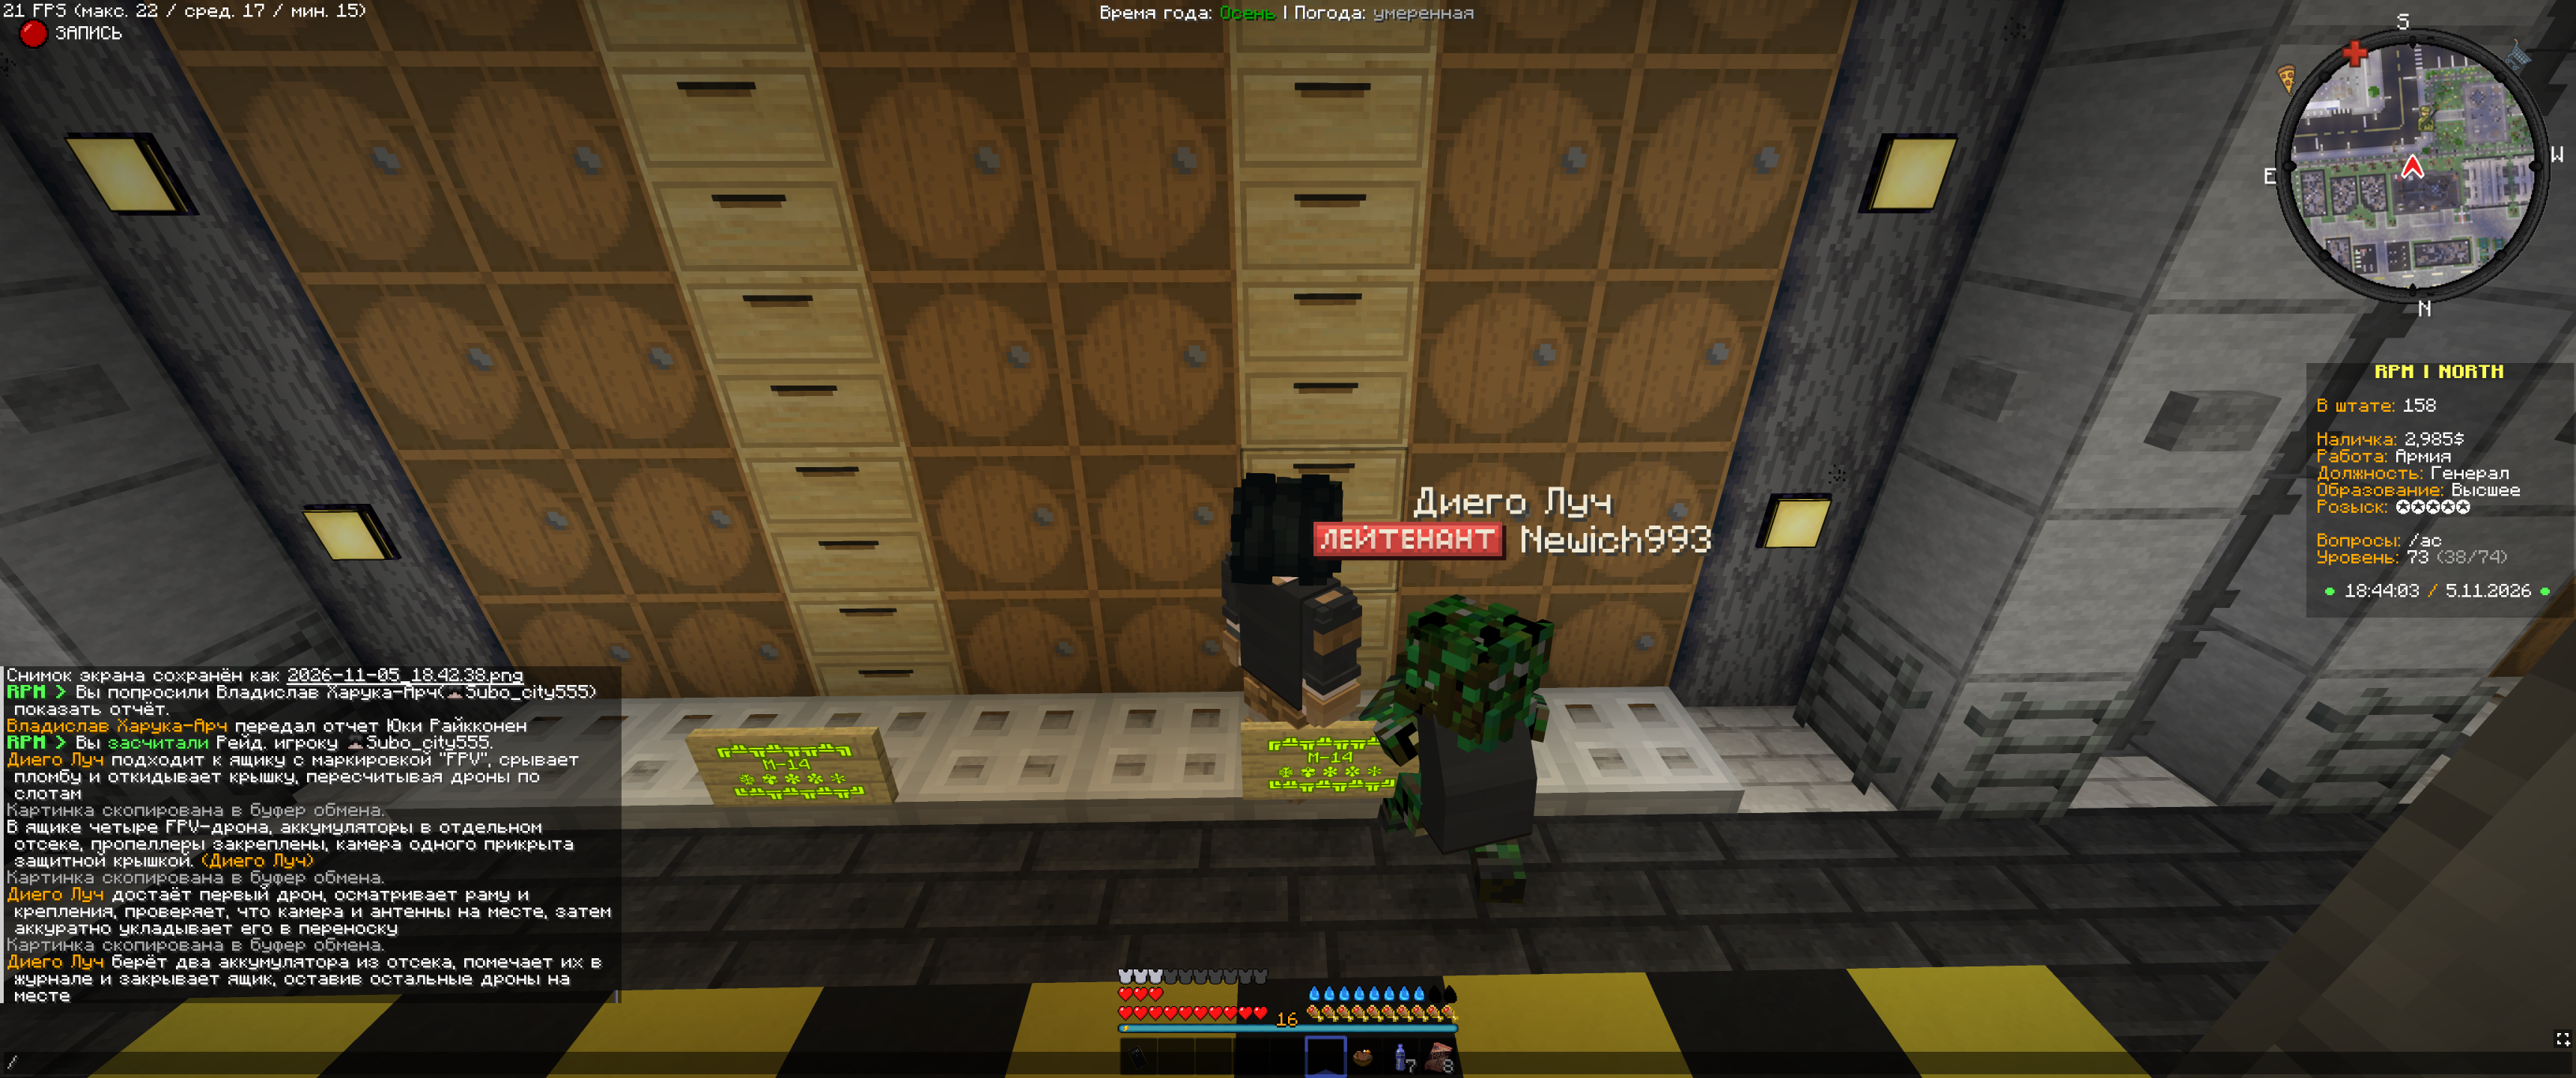 21 FPS (макс. 22 / сред. 17 / мин. 15)
ЗАПИСЬ
Время года: Осень | Погода: умеренная
S
E
W
N
RPM | NORTH
В штате: 158
Наличка: 2,985$
Работа: Армия
Должность: Генерал
Образование: Высшее
Розыск: ✪✪✪✪✪
Вопросы: /ac
Уровень: 73 (38/74)
● 18:44:03 / 5.11.2026 ●
Диего Луч
ЛЕЙТЕНАНТ Newich993
М-14
М-14
Снимок экрана сохранён как 2026-11-05_18.42.38.png
RPM > Вы попросили Владислав Харука-Арч(Subo_city555)
показать отчёт.
Владислав Харука-Арч передал отчет Юки Райкконен
RPM > Вы засчитали Рейд. игроку Subo_city555.
Диего Луч подходит к ящику с маркировкой "FPV", срывает
пломбу и откидывает крышку, пересчитывая дроны по
слотам
Картинка скопирована в буфер обмена.
В ящике четыре FPV-дрона, аккумуляторы в отдельном
отсеке, пропеллеры закреплены, камера одного прикрыта
защитной крышкой. (Диего Луч)
Картинка скопирована в буфер обмена.
Диего Луч достаёт первый дрон, осматривает раму и
крепления, проверяет, что камера и антенны на месте, затем
аккуратно укладывает его в переноску
Картинка скопирована в буфер обмена.
Диего Луч берёт два аккумулятора из отсека, помечает их в
журнале и закрывает ящик, оставив остальные дроны на
месте
16
7
8
/